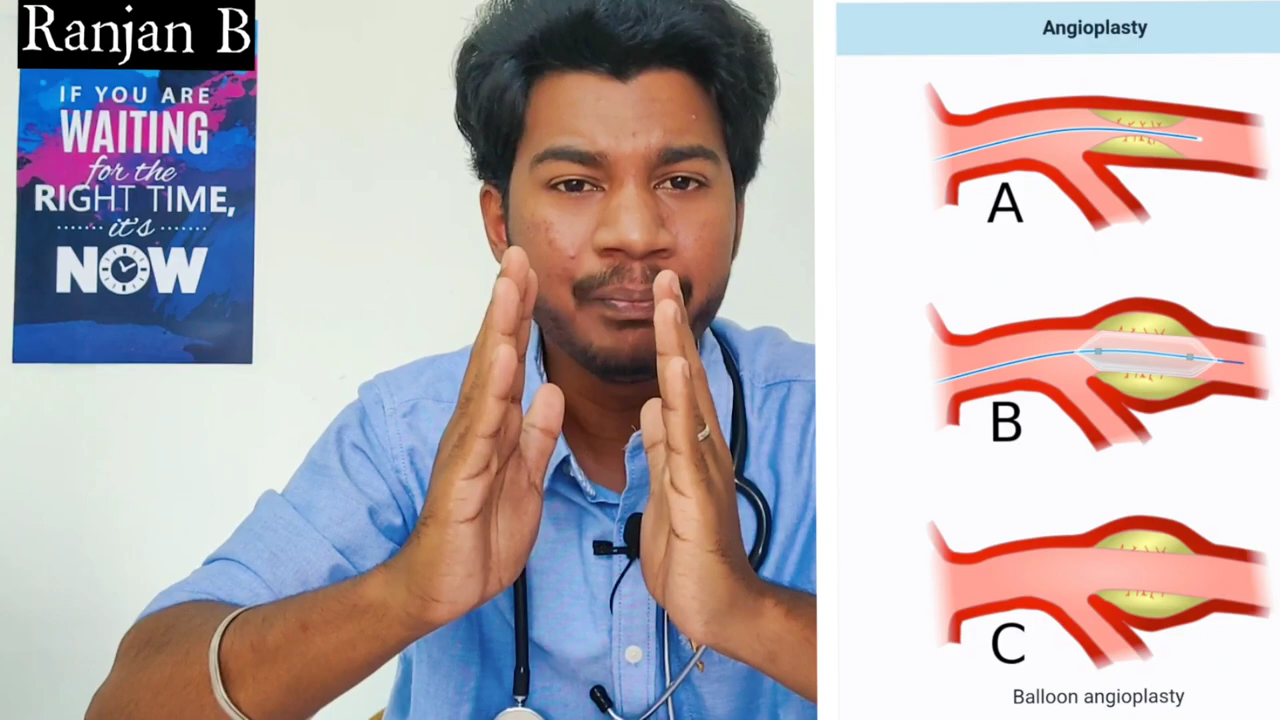 Ranjan B
IF YOU ARE
WAITING
for the
RIGHT TIME,
it's
NOW
Angioplasty
A
B
C
Balloon angioplasty